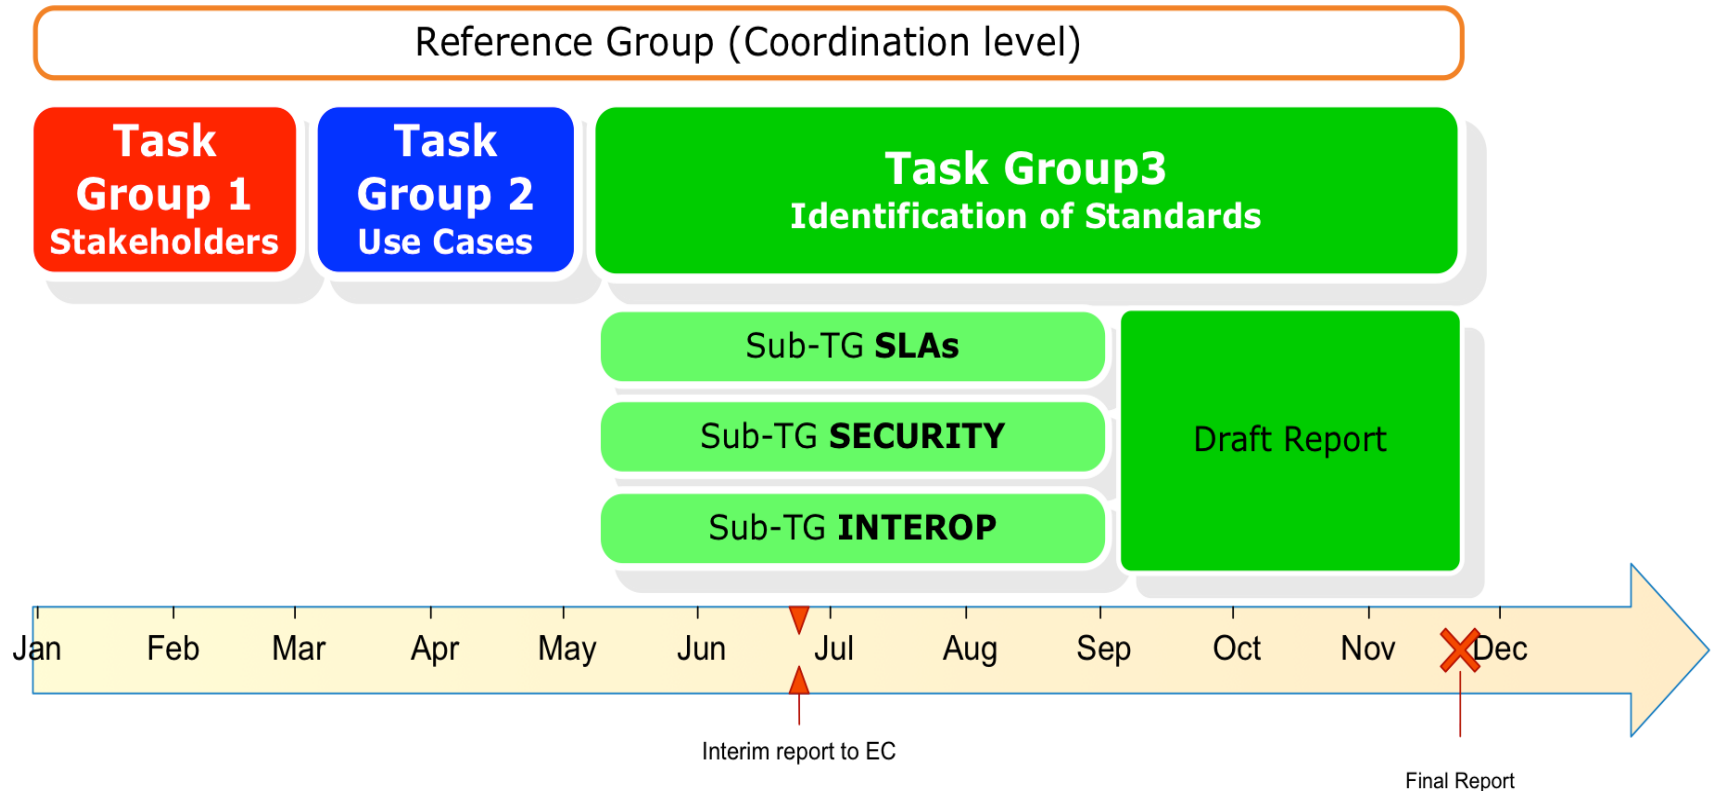 Reference Group (Coordination level)
Task
Group 1
Stakeholders
Task
Group 2
Use Cases
Task Group3
Identification of Standards
Sub-TG SLAs
Sub-TG SECURITY
Sub-TG INTEROP
Draft Report
Jan Feb Mar Apr May Jun Jul Aug Sep Oct Nov Dec
Interim report to EC
Final Report